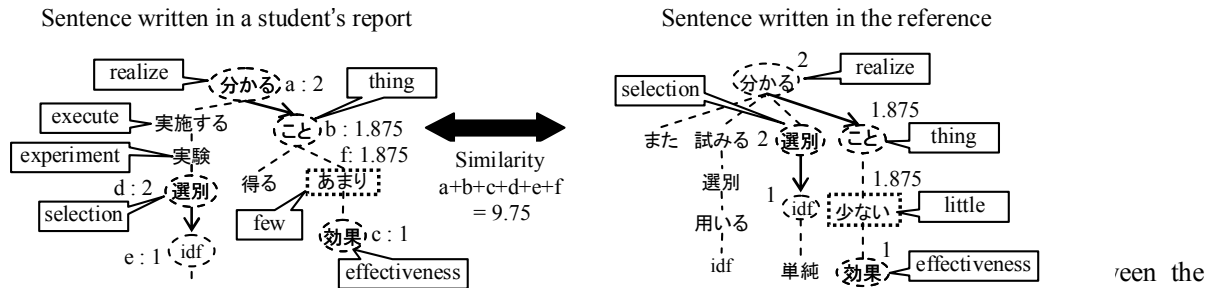 Sentence written in a student's report
Sentence written in the reference
realize
分かる a : 2
thing
execute
実施する
こと b : 1.875
experiment
実験
f: 1.875
d : 2
選別
得る
あまり
selection
few
e : 1
idf
効果 c : 1
effectiveness
Similarity
a+b+c+d+e+f
= 9.75
2
realize
selection
分かる
1.875
また
試みる
2
選別
こと
thing
選別
1.875
1
idf
少ない
little
用いる
1
idf
単純
効果
effectiveness
een the